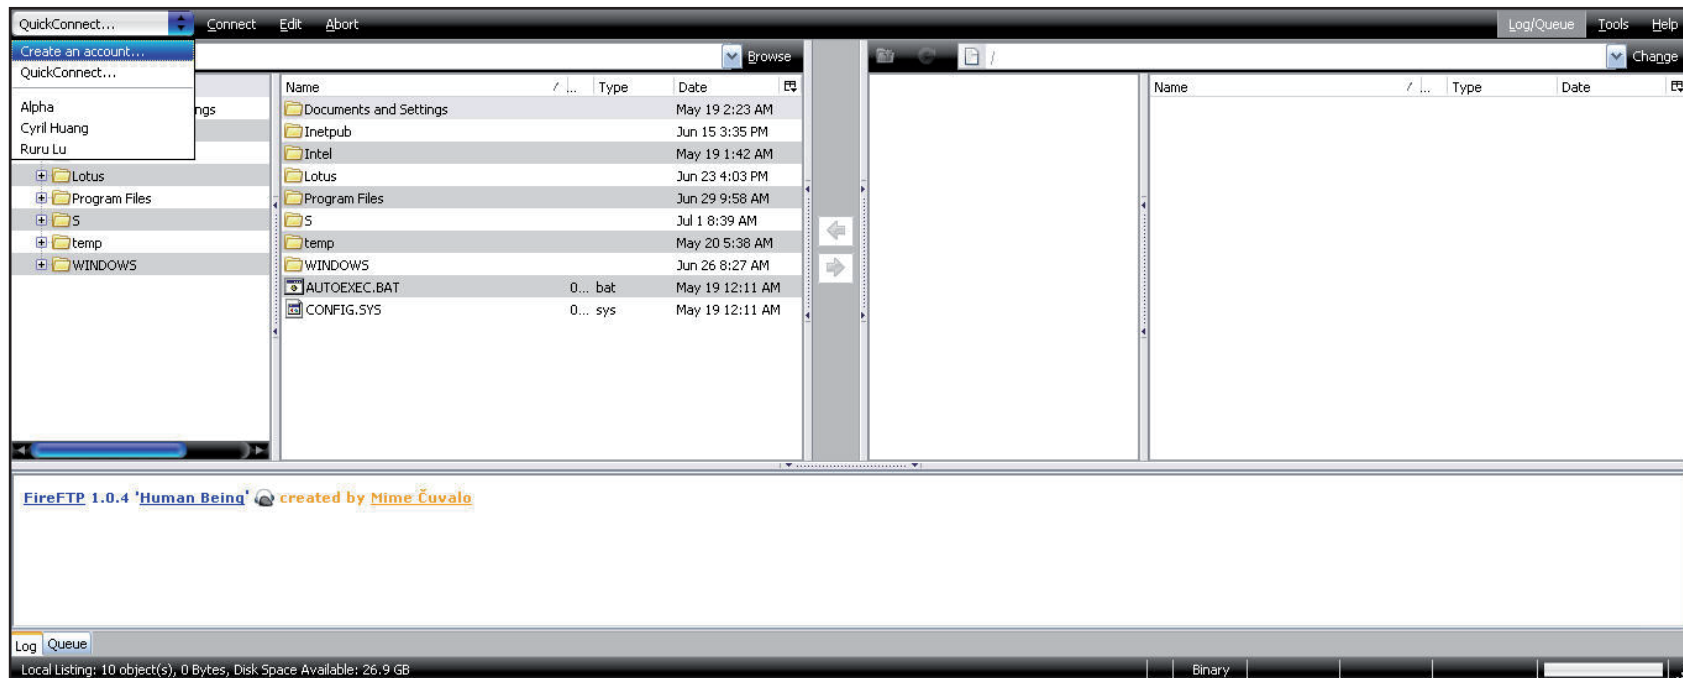 QuickConnect... Connect Edit Abort Log/Queue Tools Help
Create an account...
QuickConnect...
Alpha
Cyril Huang
Ruru Lu
Browse / Change
ngs
Lotus
Program Files
S
temp
WINDOWS
Name / ... Type Date
Documents and Settings May 19 2:23 AM
Inetpub Jun 15 3:35 PM
Intel May 19 1:42 AM
Lotus Jun 23 4:03 PM
Program Files Jun 29 9:58 AM
S Jul 1 8:39 AM
temp May 20 5:38 AM
WINDOWS Jun 26 8:27 AM
AUTOEXEC.BAT 0... bat May 19 12:11 AM
CONFIG.SYS 0... sys May 19 12:11 AM
Name / ... Type Date
FireFTP 1.0.4 'Human Being' created by Mime Čuvalo
Log Queue
Local Listing: 10 object(s), 0 Bytes, Disk Space Available: 26.9 GB Binary